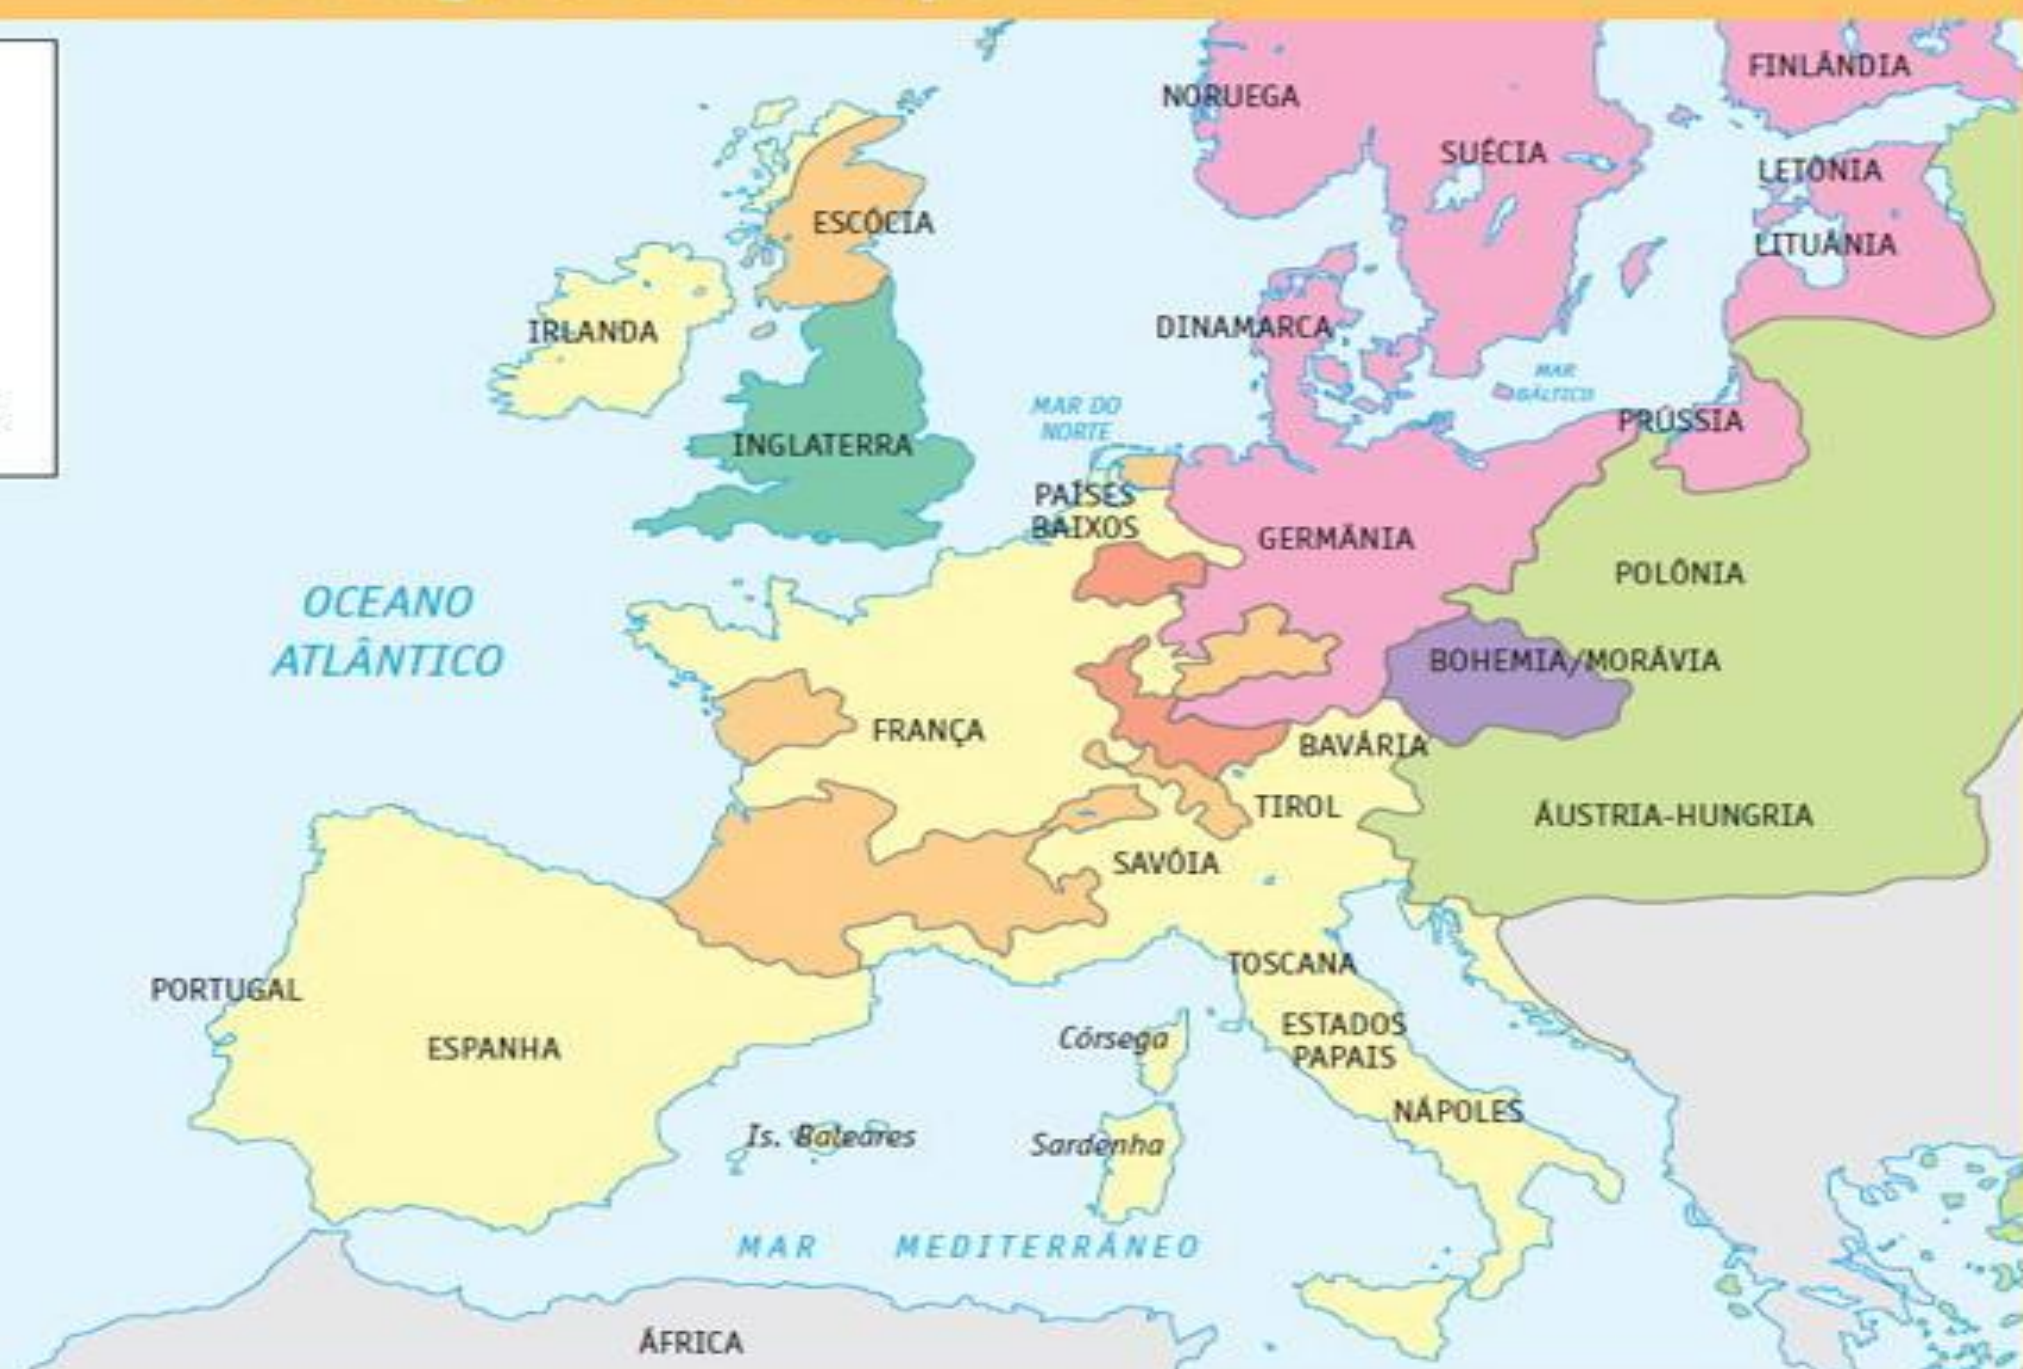 FINLÂNDIA
NORUEGA
SUÉCIA
LETÔNIA
ESCÓCIA
LITUÂNIA
IRLANDA
DINAMARCA
MAR
BÁLTICO
MAR DO
NORTE
PRÚSSIA
INGLATERRA
PAÍSES
BAIXOS
GERMÂNIA
POLÔNIA
OCEANO
ATLÂNTICO
BOHEMIA/MORÁVIA
FRANÇA
BAVÁRIA
TIROL
ÁUSTRIA-HUNGRIA
SAVÓIA
TOSCANA
PORTUGAL
ESTADOS
PAPAIS
Córsega
ESPANHA
NÁPOLES
Is. Baleares
Sardenha
MAR MEDITERRÂNEO
ÁFRICA